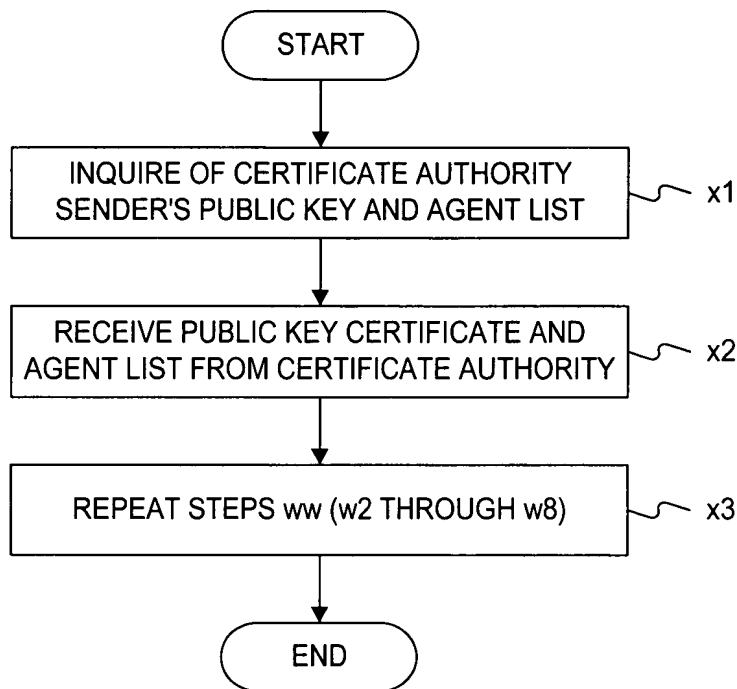 START
INQUIRE OF CERTIFICATE AUTHORITY
SENDER'S PUBLIC KEY AND AGENT LIST
x1
RECEIVE PUBLIC KEY CERTIFICATE AND
AGENT LIST FROM CERTIFICATE AUTHORITY
x2
REPEAT STEPS ww (w2 THROUGH w8)
x3
END